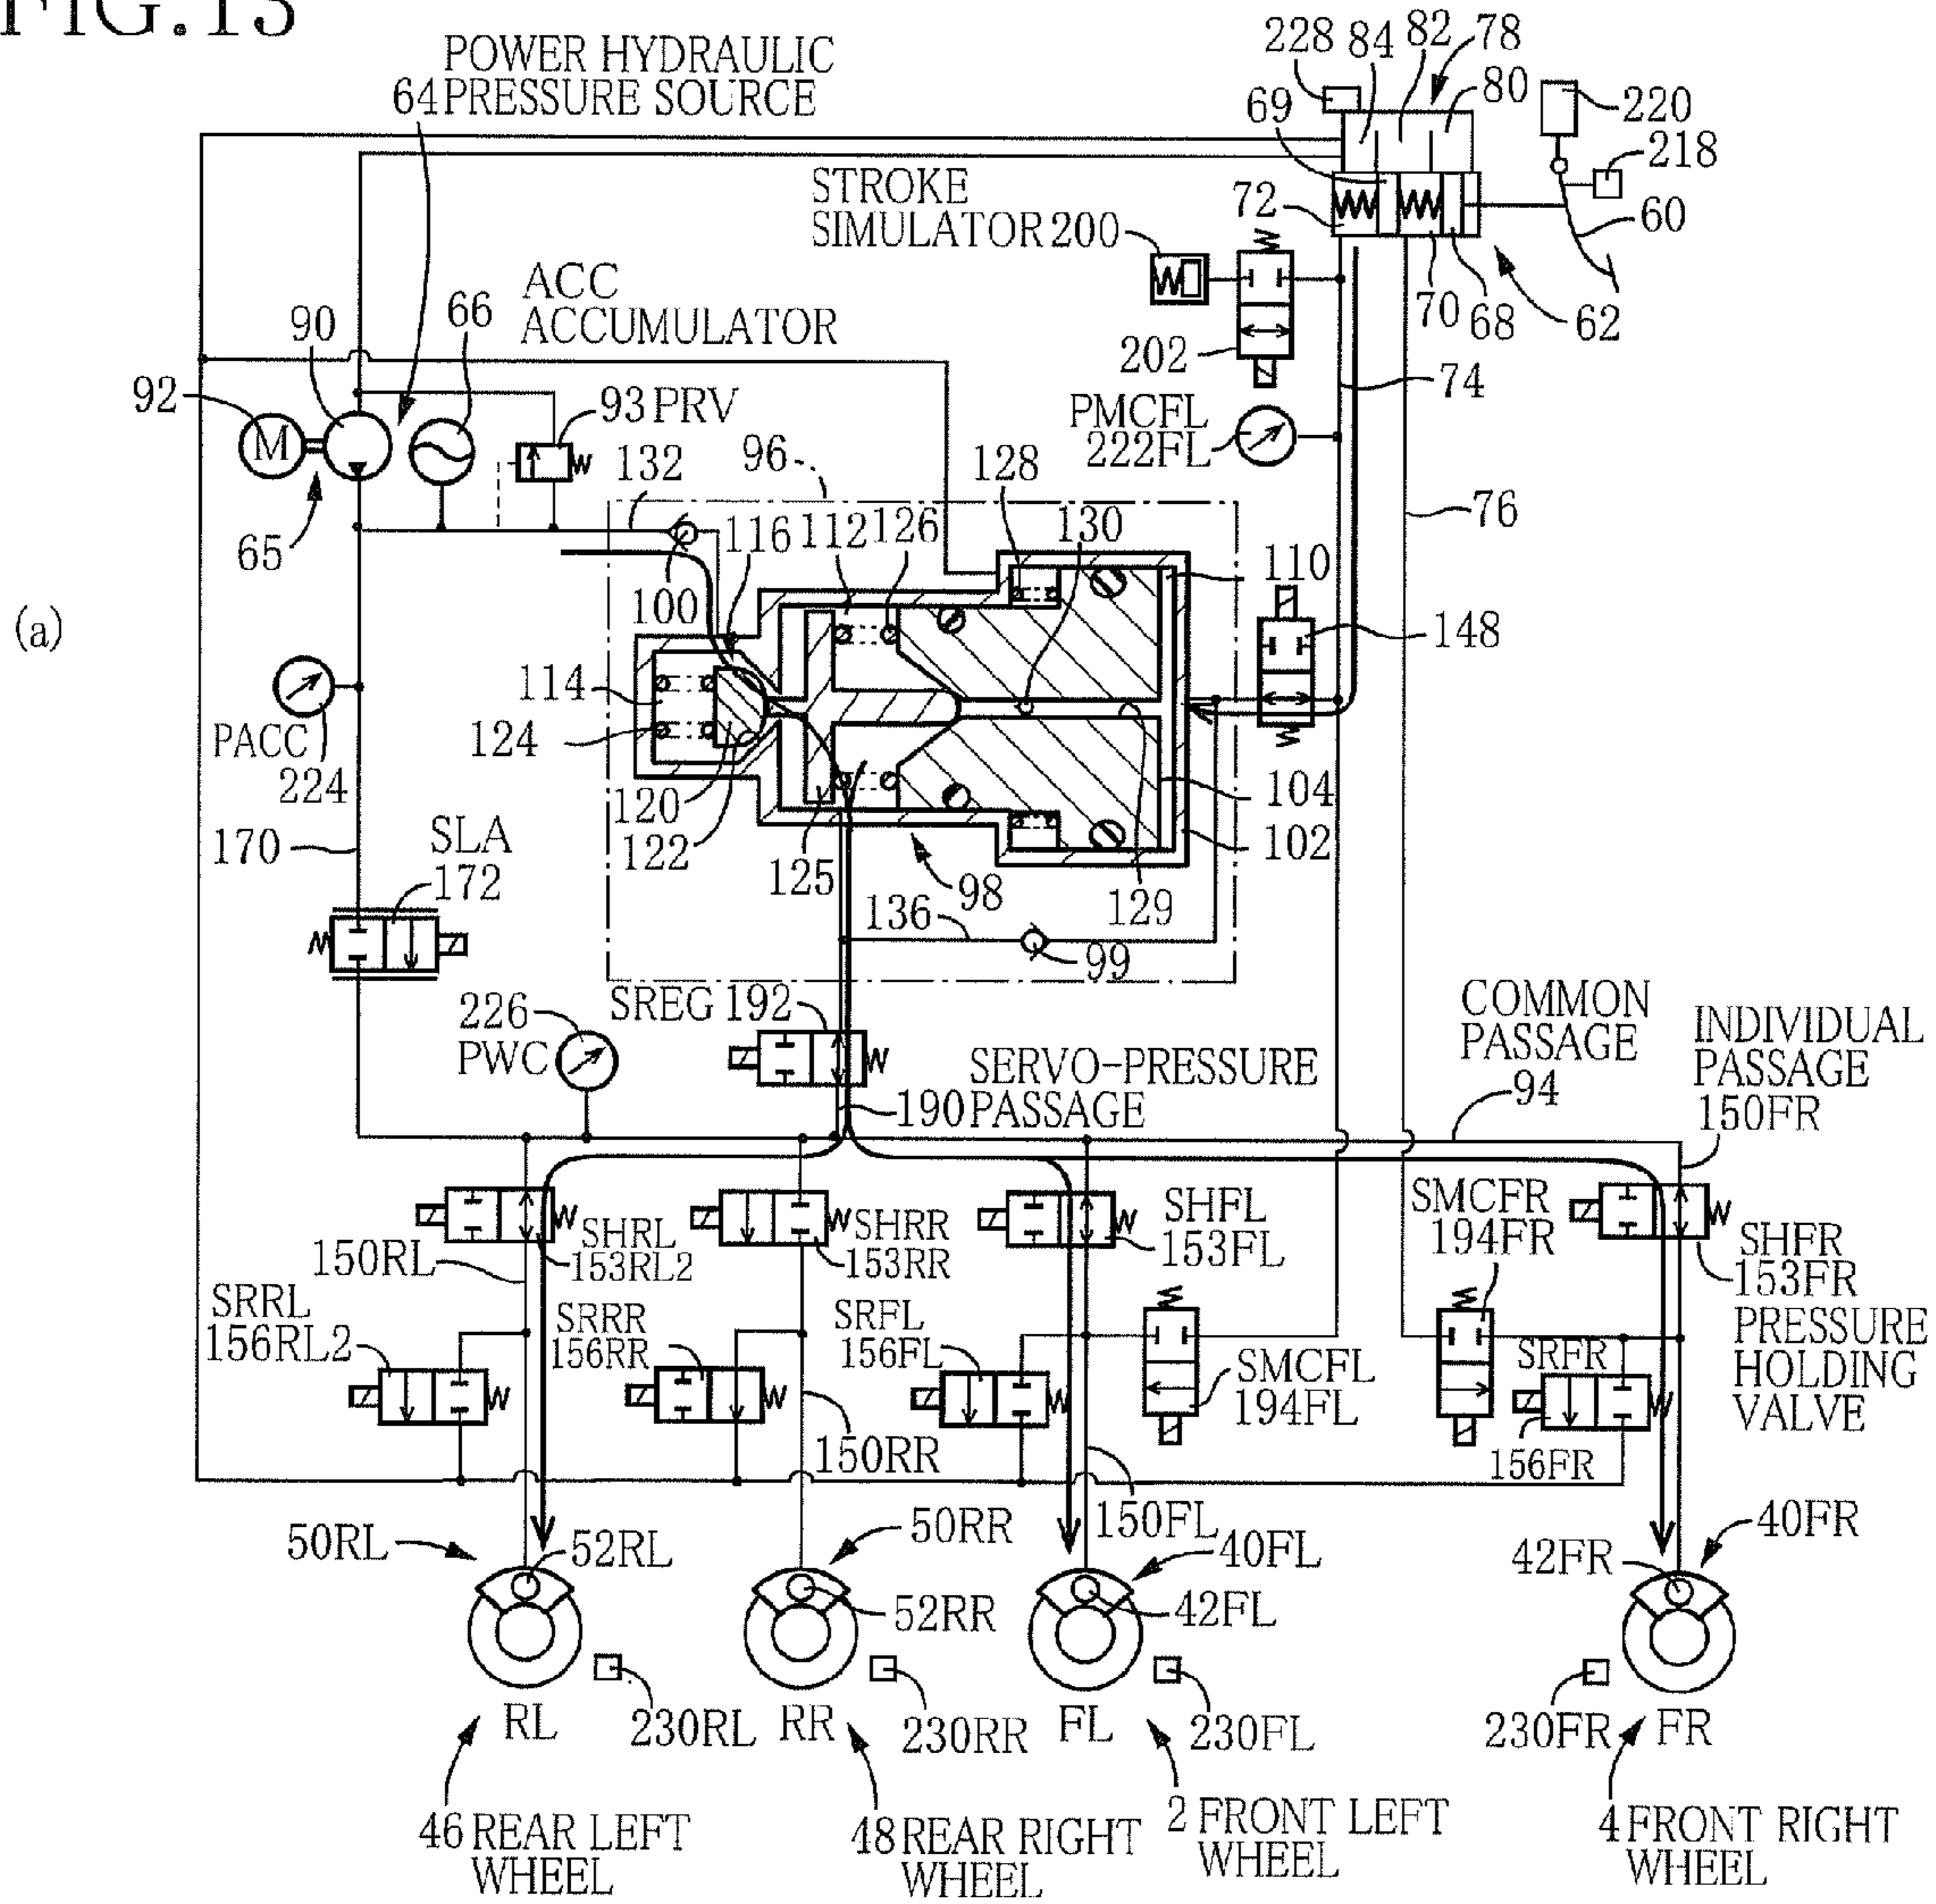 FIG.13
POWER HYDRAULIC
64 PRESSURE SOURCE
228 84 82 78
80
69
220
218
STROKE
SIMULATOR 200
72
60
70 68 62
ACC
ACCUMULATOR
90
66
202
74
92
M
93 PRV
PMCFL
222FL
96
132
128
76
65
116 112 126
130
110
100
148
(a)
114
PACC
224
124
104
120
122
102
SLA
172
170
125
98
129
136
99
SREG 192
226
PWC
COMMON
PASSAGE
94
INDIVIDUAL
PASSAGE
150FR
SERVO-PRESSURE
190 PASSAGE
SHRL
153RL2
SHRR
153RR
SHFL
153FL
SMCFR
194FR
SHFR
153FR
PRESSURE
HOLDING
VALVE
150RL
SRRL
156RL2
SRRR
156RR
SRFL
156FL
SMCFL
194FL
SRFR
156FR
150RR
150FL
50RL
52RL
50RR
52RR
40FL
42FL
40FR
42FR
RL
230RL
RR
230RR
FL
230FL
230FR
FR
46 REAR LEFT
WHEEL
48 REAR RIGHT
WHEEL
2 FRONT LEFT
WHEEL
4 FRONT RIGHT
WHEEL